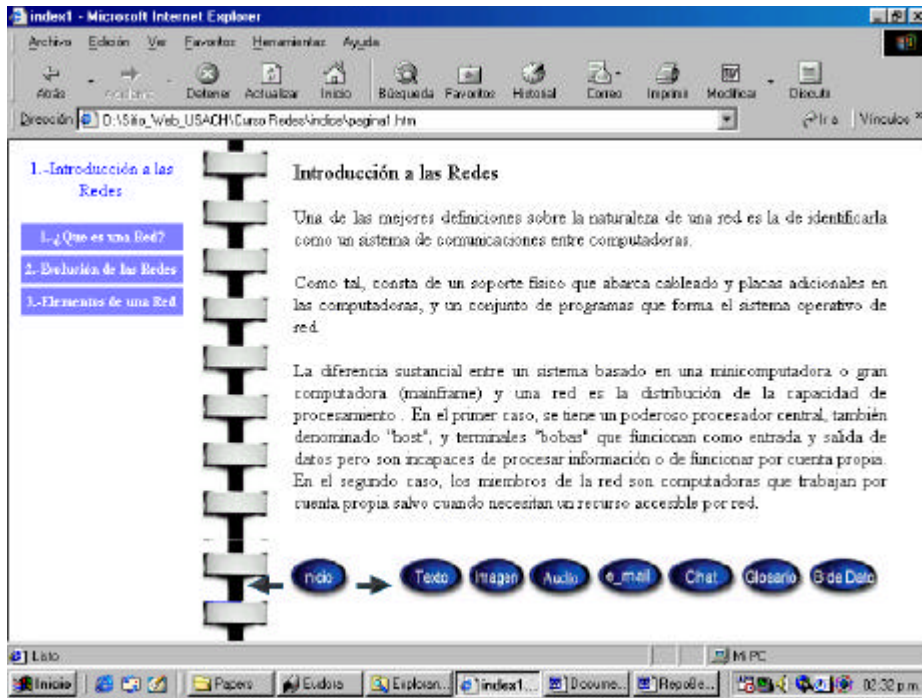 index1 - Microsoft Internet Explorer
Archivo Edición Ver Favoritos Herramientas Ayuda
Atrás Detener Actualizar Inicio Búsqueda Favoritos Historial Correo Imprimir Modificar Discutir
Dirección D:\Sitio_Web_USACH\Curso Redes\indice\pagina1.htm Ir a Vínculos »
1.-Introducción a las
Redes
1.-¿Que es una Red?
2.-Evolución de las Redes
3.-Elementos de una Red
Introducción a las Redes
Una de las mejores definiciones sobre la naturaleza de una red es la de identificarla
como un sistema de comunicaciones entre computadoras.
Como tal, consta de un soporte físico que abarca cableado y placas adicionales en
las computadoras, y un conjunto de programas que forma el sistema operativo de
red.
La diferencia sustancial entre un sistema basado en una minicomputadora o gran
computadora (mainframe) y una red es la distribución de la capacidad de
procesamiento . En el primer caso, se tiene un poderoso procesador central, también
denominado "host", y terminales "bobas" que funcionan como entrada y salida de
datos pero son incapaces de procesar información o de funcionar por cuenta propia.
En el segundo caso, los miembros de la red son computadoras que trabajan por
cuenta propia salvo cuando necesitan un recurso accesible por red.
Inicio Texto Imagen Audio e_mail Chat Glosario B de Dato
Listo Mi PC
Inicio Papers Eudora Exploran... index1... Docume... 02:32 p.m.